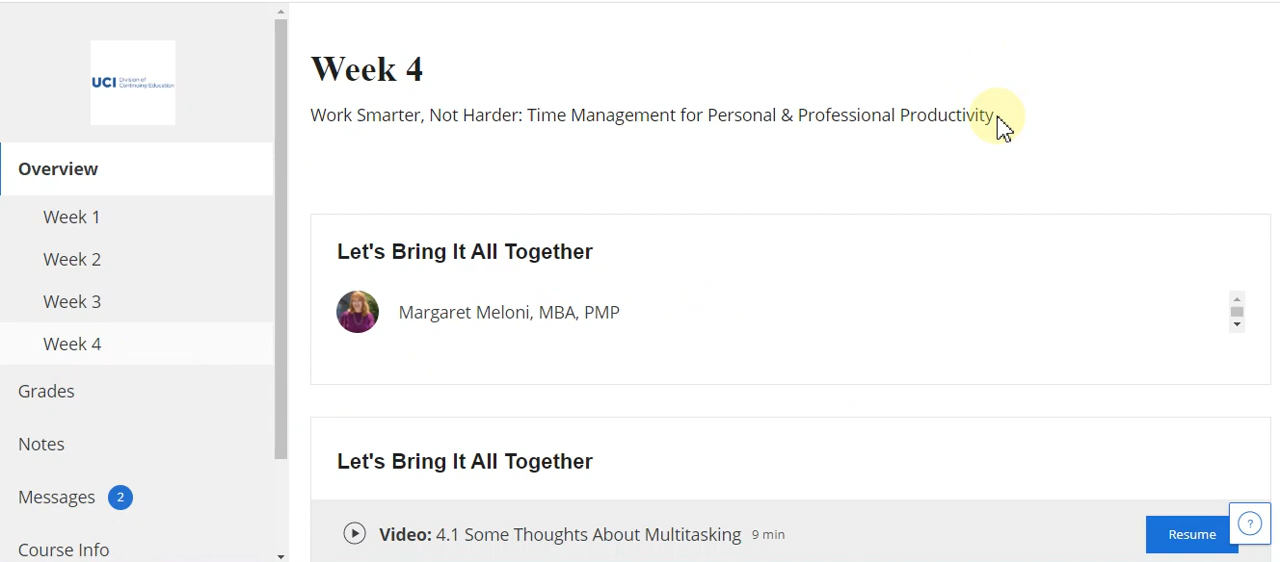 UCI Division of
Continuing Education
Overview
Week 1
Week 2
Week 3
Week 4
Grades
Notes
Messages 2
Course Info
Week 4
Work Smarter, Not Harder: Time Management for Personal & Professional Productivity
Let's Bring It All Together
Margaret Meloni, MBA, PMP
Let's Bring It All Together
Video: 4.1 Some Thoughts About Multitasking 9 min
Resume
?